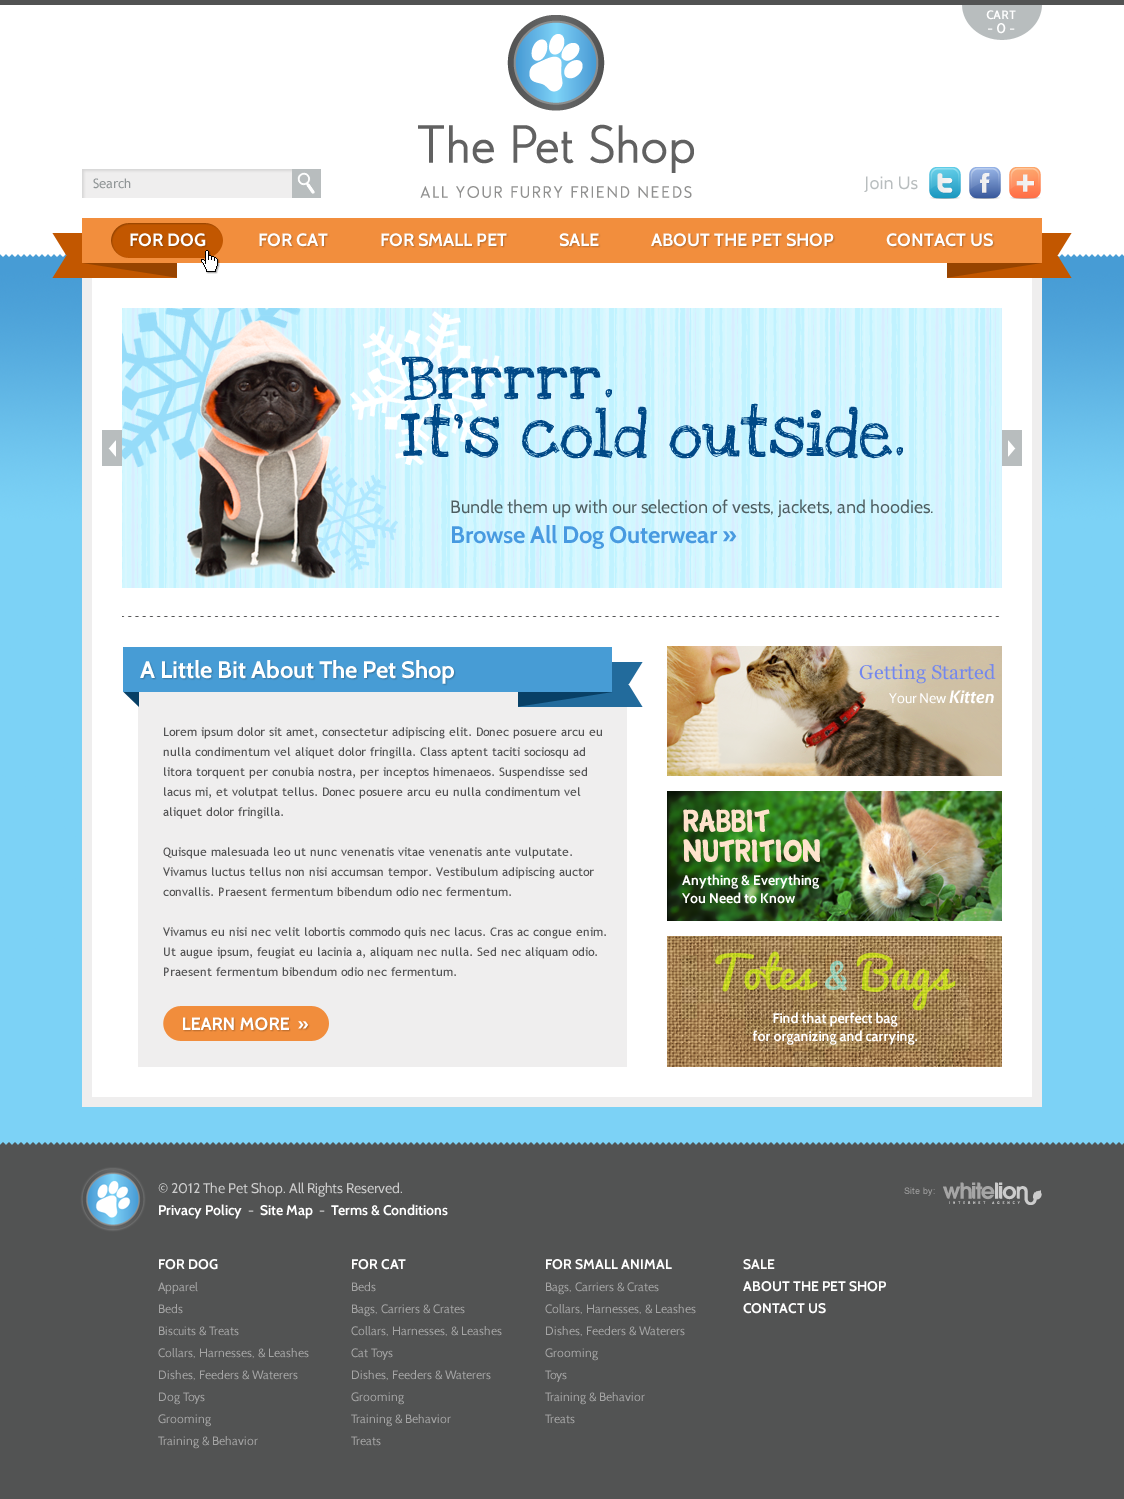 CART
- 0 -
The Pet Shop
ALL YOUR FURRY FRIEND NEEDS
Search
Join Us
FOR DOG
FOR CAT
FOR SMALL PET
SALE
ABOUT THE PET SHOP
CONTACT US
Brrrrr.
It's cold outside.
Bundle them up with our selection of vests, jackets, and hoodies.
Browse All Dog Outerwear »
A Little Bit About The Pet Shop
Lorem ipsum dolor sit amet, consectetur adipiscing elit. Donec posuere arcu eu
nulla condimentum vel aliquet dolor fringilla. Class aptent taciti sociosqu ad
litora torquent per conubia nostra, per inceptos himenaeos. Suspendisse sed
lacus mi, et volutpat tellus. Donec posuere arcu eu nulla condimentum vel
aliquet dolor fringilla.
Quisque malesuada leo ut nunc venenatis vitae venenatis ante vulputate.
Vivamus luctus tellus non nisi accumsan tempor. Vestibulum adipiscing auctor
convallis. Praesent fermentum bibendum odio nec fermentum.
Vivamus eu nisi nec velit lobortis commodo quis nec lacus. Cras ac congue enim.
Ut augue ipsum, feugiat eu lacinia a, aliquam nec nulla. Sed nec aliquam odio.
Praesent fermentum bibendum odio nec fermentum.
LEARN MORE »
Getting Started
Your New Kitten
RABBIT
NUTRITION
Anything & Everything
You Need to Know
Totes & Bags
Find that perfect bag
for organizing and carrying.
© 2012 The Pet Shop. All Rights Reserved.
Privacy Policy - Site Map - Terms & Conditions
Site by: whitelion
INTERNET AGENCY
FOR DOG
Apparel
Beds
Biscuits & Treats
Collars, Harnesses, & Leashes
Dishes, Feeders & Waterers
Dog Toys
Grooming
Training & Behavior
FOR CAT
Beds
Bags, Carriers & Crates
Collars, Harnesses, & Leashes
Cat Toys
Dishes, Feeders & Waterers
Grooming
Training & Behavior
Treats
FOR SMALL ANIMAL
Bags, Carriers & Crates
Collars, Harnesses, & Leashes
Dishes, Feeders & Waterers
Grooming
Toys
Training & Behavior
Treats
SALE
ABOUT THE PET SHOP
CONTACT US